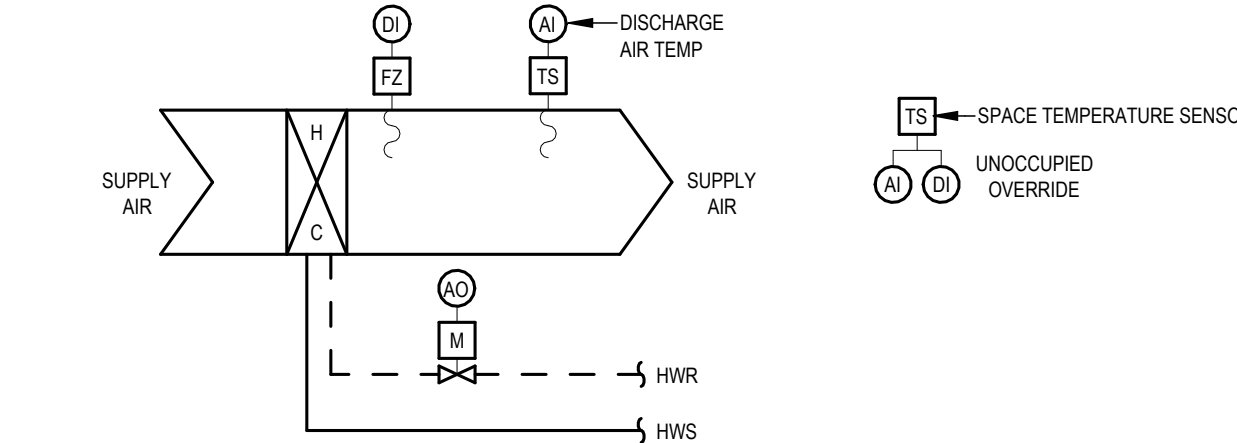 DI
AI
DISCHARGE
AIR TEMP
FZ
TS
H
C
SUPPLY
AIR
SUPPLY
AIR
TS
SPACE TEMPERATURE SENSO
AI
DI
UNOCCUPIED
OVERRIDE
AO
M
HWR
HWS